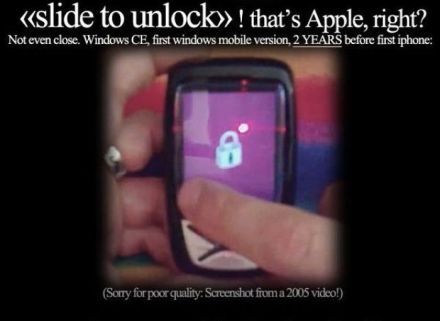 «slide to unlock» ! that's Apple, right?
Not even close. Windows CE, first windows mobile version, 2 YEARS before first iphone:
(Sorry for poor quality: Screenshot from a 2005 video!)